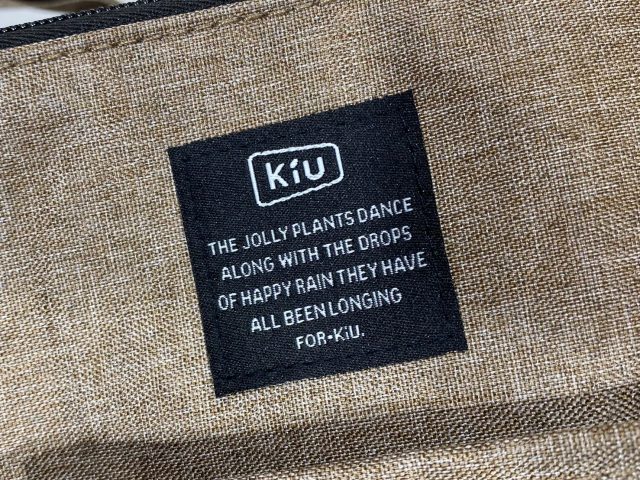 KiU
THE JOLLY PLANTS DANCE
ALONG WITH THE DROPS
OF HAPPY RAIN THEY HAVE
ALL BEEN LONGING
FOR•KiU.